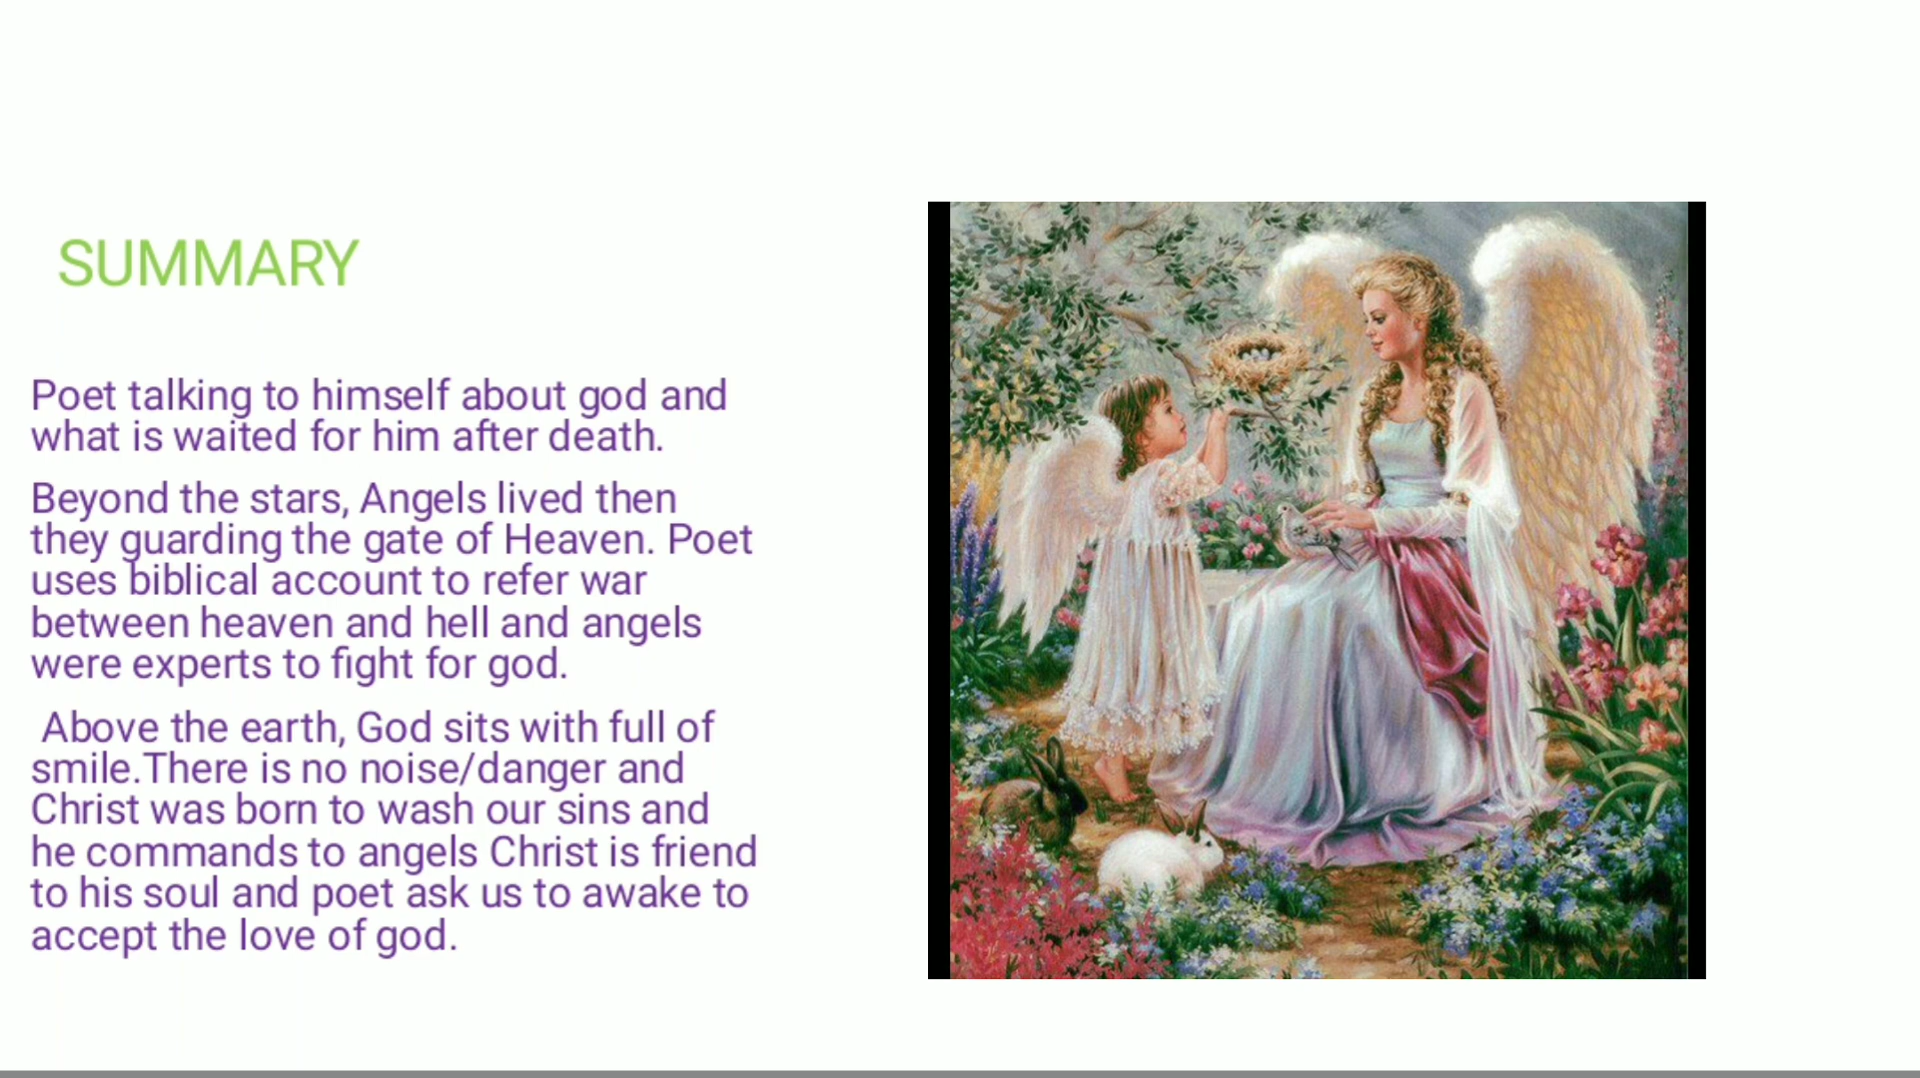 SUMMARY
Poet talking to himself about god and
what is waited for him after death.
Beyond the stars, Angels lived then
they guarding the gate of Heaven. Poet
uses biblical account to refer war
between heaven and hell and angels
were experts to fight for god.
Above the earth, God sits with full of
smile.There is no noise/danger and
Christ was born to wash our sins and
he commands to angels Christ is friend
to his soul and poet ask us to awake to
accept the love of god.